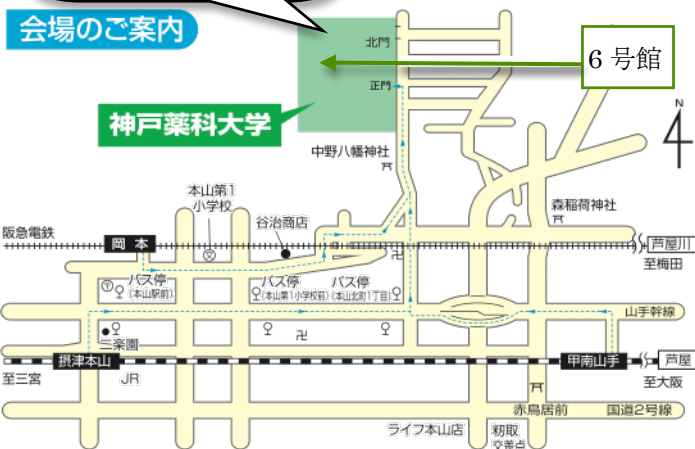 会場のご案内
北門
6 号館
正門
神戸薬科大学
N
中野八幡神社
本山第1
小学校
谷治商店
森稲荷神社
阪急電鉄
岡本
芦屋川
至梅田
バス停
(本山駅前)
バス停
(本山第1小学校前)
バス停
(本山北町1丁目)
山手幹線
二楽園
摂津本山
甲南山手
芦屋
至三宮
JR
至大阪
赤鳥居前
国道2号線
ライフ本山店
籾取
交差点